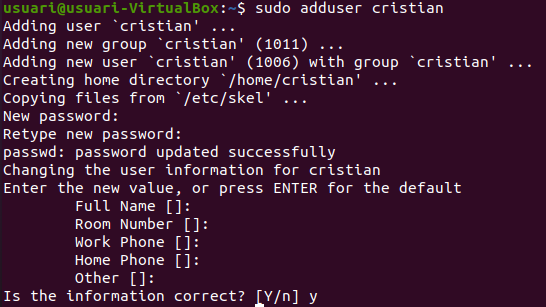 usuari@usuari-VirtualBox:~$ sudo adduser cristian
Adding user `cristian' ...
Adding new group `cristian' (1011) ...
Adding new user `cristian' (1006) with group `cristian' ...
Creating home directory `/home/cristian' ...
Copying files from `/etc/skel' ...
New password:
Retype new password:
passwd: password updated successfully
Changing the user information for cristian
Enter the new value, or press ENTER for the default
        Full Name []:
        Room Number []:
        Work Phone []:
        Home Phone []:
        Other []:
Is the information correct? [Y/n] y